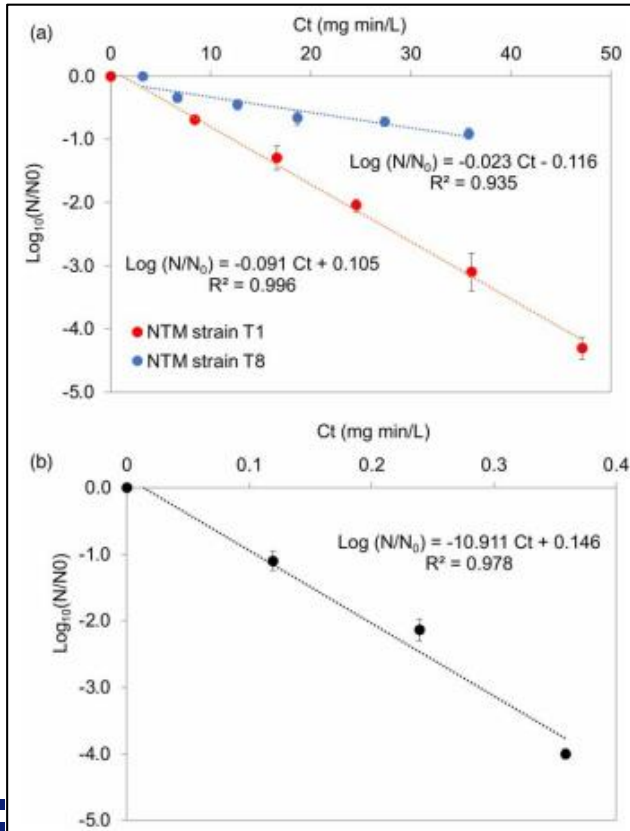 (a)
Ct (mg min/L)
0 10 20 30 40 50
0.0
-1.0
-2.0
-3.0
-4.0
-5.0
Log₁₀(N/N0)
Log (N/N₀) = -0.023 Ct - 0.116
R² = 0.935
Log (N/N₀) = -0.091 Ct + 0.105
R² = 0.996
NTM strain T1
NTM strain T8
(b)
Ct (mg min/L)
0 0.1 0.2 0.3 0.4
0.0
-1.0
-2.0
-3.0
-4.0
-5.0
Log₁₀(N/N0)
Log (N/N₀) = -10.911 Ct + 0.146
R² = 0.978